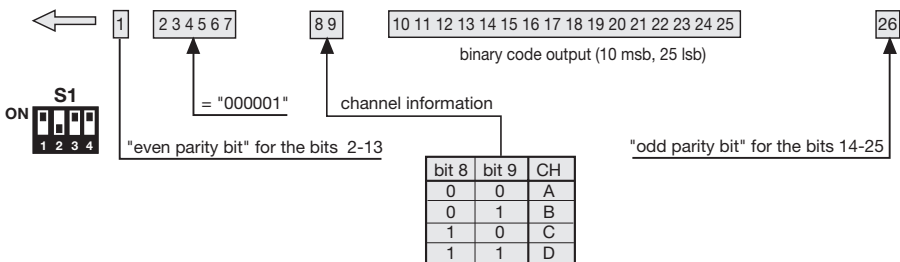 1 2 3 4 5 6 7 8 9 10 11 12 13 14 15 16 17 18 19 20 21 22 23 24 25 26
binary code output (10 msb, 25 lsb)
= "000001"
channel information
S1
ON
1 2 3 4
"even parity bit" for the bits 2-13
"odd parity bit" for the bits 14-25
bit 8 bit 9 CH
0 0 A
0 1 B
1 0 C
1 1 D